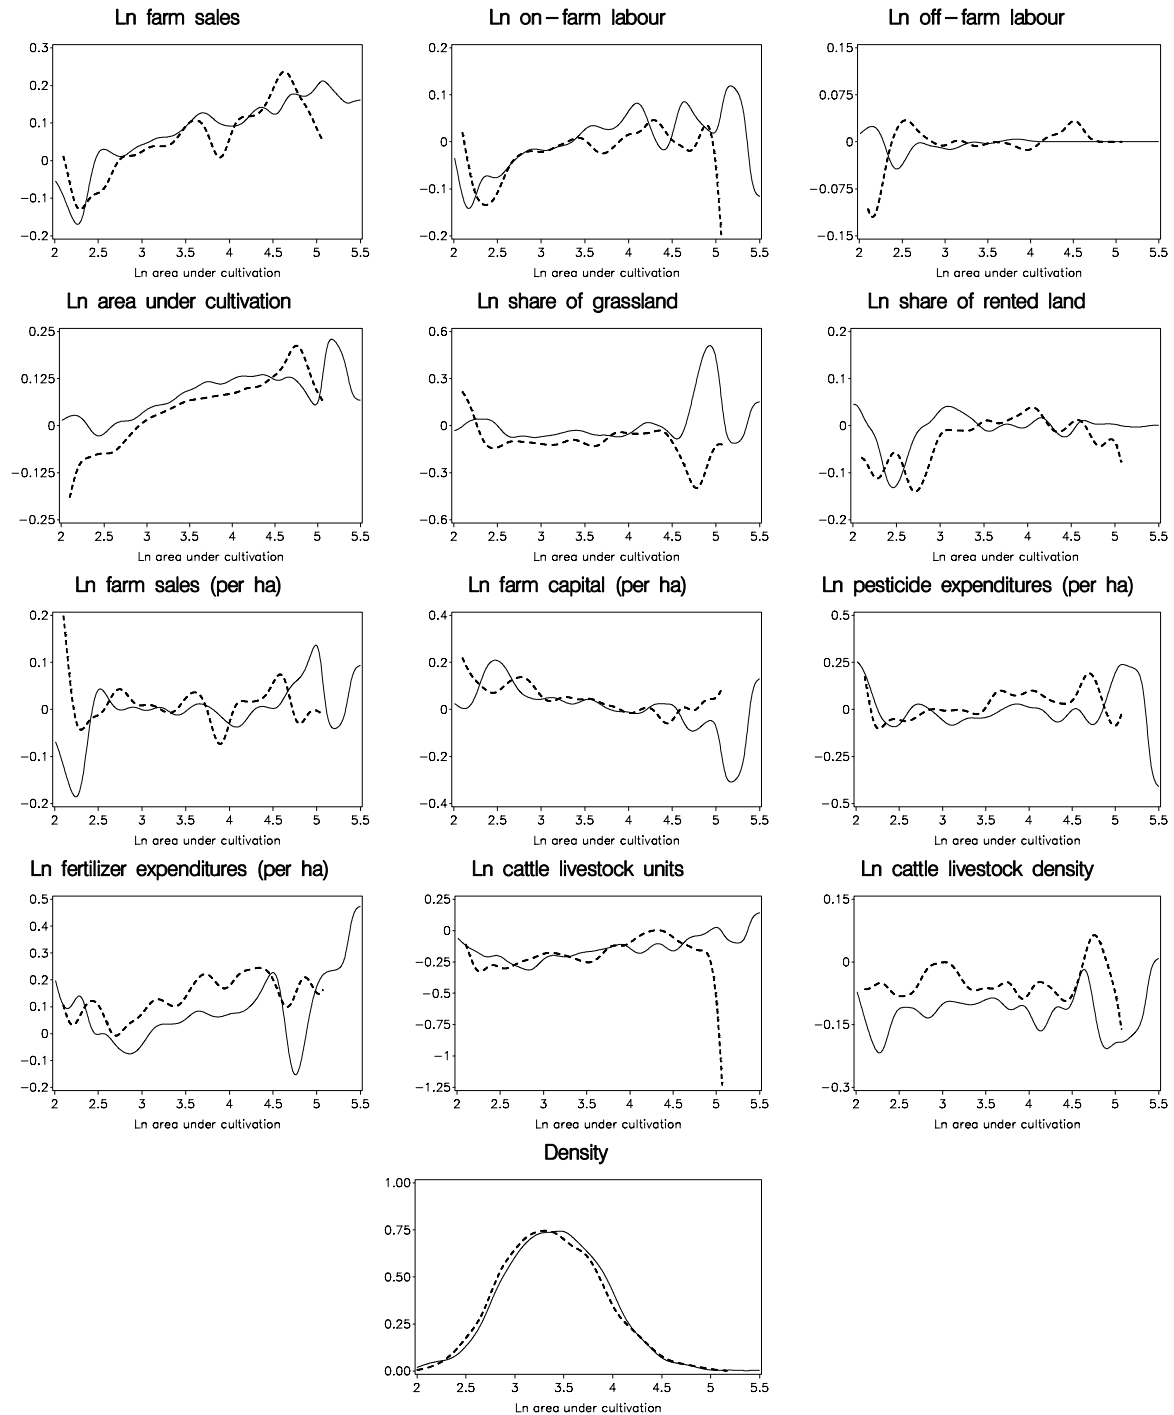 Ln farm sales
Ln on-farm labour
Ln off-farm labour
0.3
0.2
0.1
0
-0.1
-0.2
2 2.5 3 3.5 4 4.5 5 5.5
Ln area under cultivation
0.2
0.1
0
-0.1
-0.2
2 2.5 3 3.5 4 4.5 5 5.5
Ln area under cultivation
0.15
0.075
0
-0.075
-0.15
2 2.5 3 3.5 4 4.5 5 5.5
Ln area under cultivation
Ln area under cultivation
Ln share of grassland
Ln share of rented land
0.25
0.125
0
-0.125
-0.25
2 2.5 3 3.5 4 4.5 5 5.5
Ln area under cultivation
0.6
0.3
0
-0.3
-0.6
2 2.5 3 3.5 4 4.5 5 5.5
Ln area under cultivation
0.2
0.1
0
-0.1
-0.2
2 2.5 3 3.5 4 4.5 5 5.5
Ln area under cultivation
Ln farm sales (per ha)
Ln farm capital (per ha)
Ln pesticide expenditures (per ha)
0.2
0.1
0
-0.1
-0.2
2 2.5 3 3.5 4 4.5 5 5.5
Ln area under cultivation
0.4
0.2
0
-0.2
-0.4
2 2.5 3 3.5 4 4.5 5 5.5
Ln area under cultivation
0.5
0.25
0
-0.25
-0.5
2 2.5 3 3.5 4 4.5 5 5.5
Ln area under cultivation
Ln fertilizer expenditures (per ha)
Ln cattle livestock units
Ln cattle livestock density
0.5
0.4
0.3
0.2
0.1
0
-0.1
-0.2
2 2.5 3 3.5 4 4.5 5 5.5
Ln area under cultivation
0.25
0
-0.25
-0.5
-0.75
-1
-1.25
2 2.5 3 3.5 4 4.5 5 5.5
Ln area under cultivation
0.15
0
-0.15
-0.3
2 2.5 3 3.5 4 4.5 5 5.5
Ln area under cultivation
Density
1.00
0.75
0.50
0.25
0.00
2 2.5 3 3.5 4 4.5 5 5.5
Ln area under cultivation